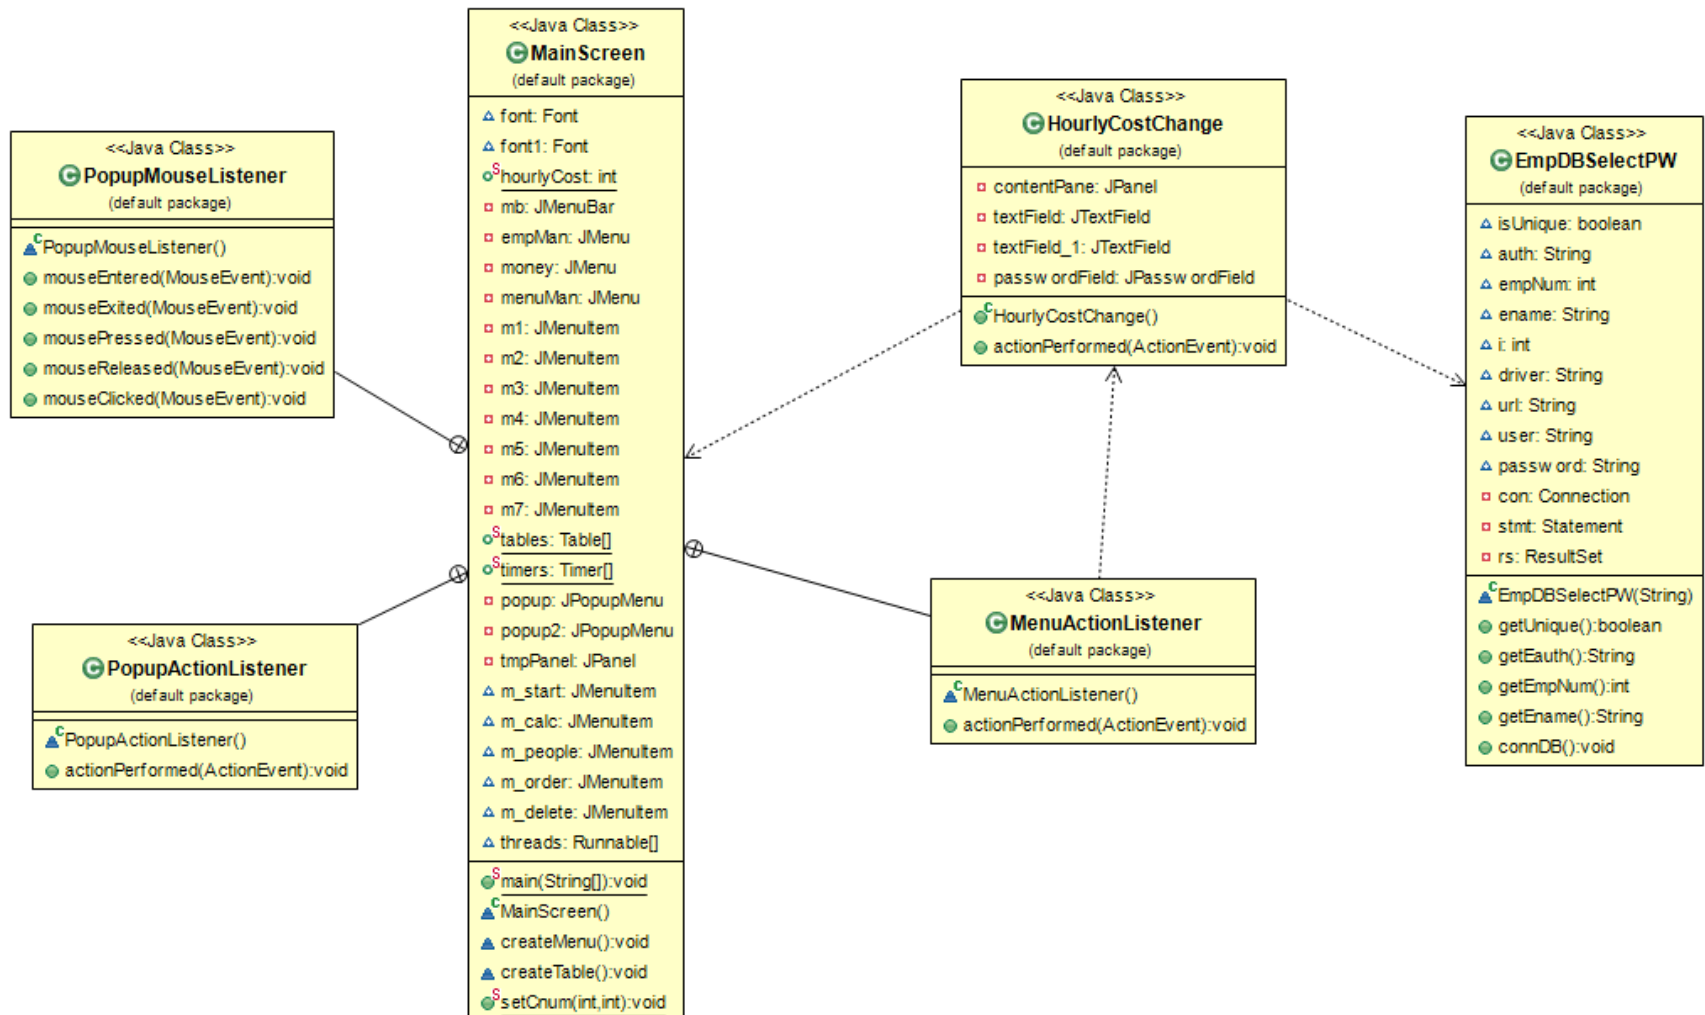 <<Java Class>>
PopupMouseListener
(default package)
PopupMouseListener()
mouseEntered(MouseEvent):void
mouseExited(MouseEvent):void
mousePressed(MouseEvent):void
mouseReleased(MouseEvent):void
mouseClicked(MouseEvent):void
<<Java Class>>
PopupActionListener
(default package)
PopupActionListener()
actionPerformed(ActionEvent):void
<<Java Class>>
MainScreen
(default package)
font: Font
font1: Font
hourlyCost: int
mb: JMenuBar
empMan: JMenu
money: JMenu
menuMan: JMenu
m1: JMenuItem
m2: JMenuItem
m3: JMenuItem
m4: JMenuItem
m5: JMenuItem
m6: JMenuItem
m7: JMenuItem
tables: Table[]
timers: Timer[]
popup: JPopupMenu
popup2: JPopupMenu
tmpPanel: JPanel
m_start: JMenuItem
m_calc: JMenuItem
m_people: JMenuItem
m_order: JMenuItem
m_delete: JMenuItem
threads: Runnable[]
main(String[]):void
MainScreen()
createMenu():void
createTable():void
setCnum(int,int):void
<<Java Class>>
HourlyCostChange
(default package)
contentPane: JPanel
textField: JTextField
textField_1: JTextField
passwordField: JPasswordField
HourlyCostChange()
actionPerformed(ActionEvent):void
<<Java Class>>
MenuActionListener
(default package)
MenuActionListener()
actionPerformed(ActionEvent):void
<<Java Class>>
EmpDBSelectPW
(default package)
isUnique: boolean
auth: String
empNum: int
ename: String
i: int
driver: String
url: String
user: String
password: String
con: Connection
stmt: Statement
rs: ResultSet
EmpDBSelectPW(String)
getUnique():boolean
getEauth():String
getEmpNum():int
getEname():String
connDB():void